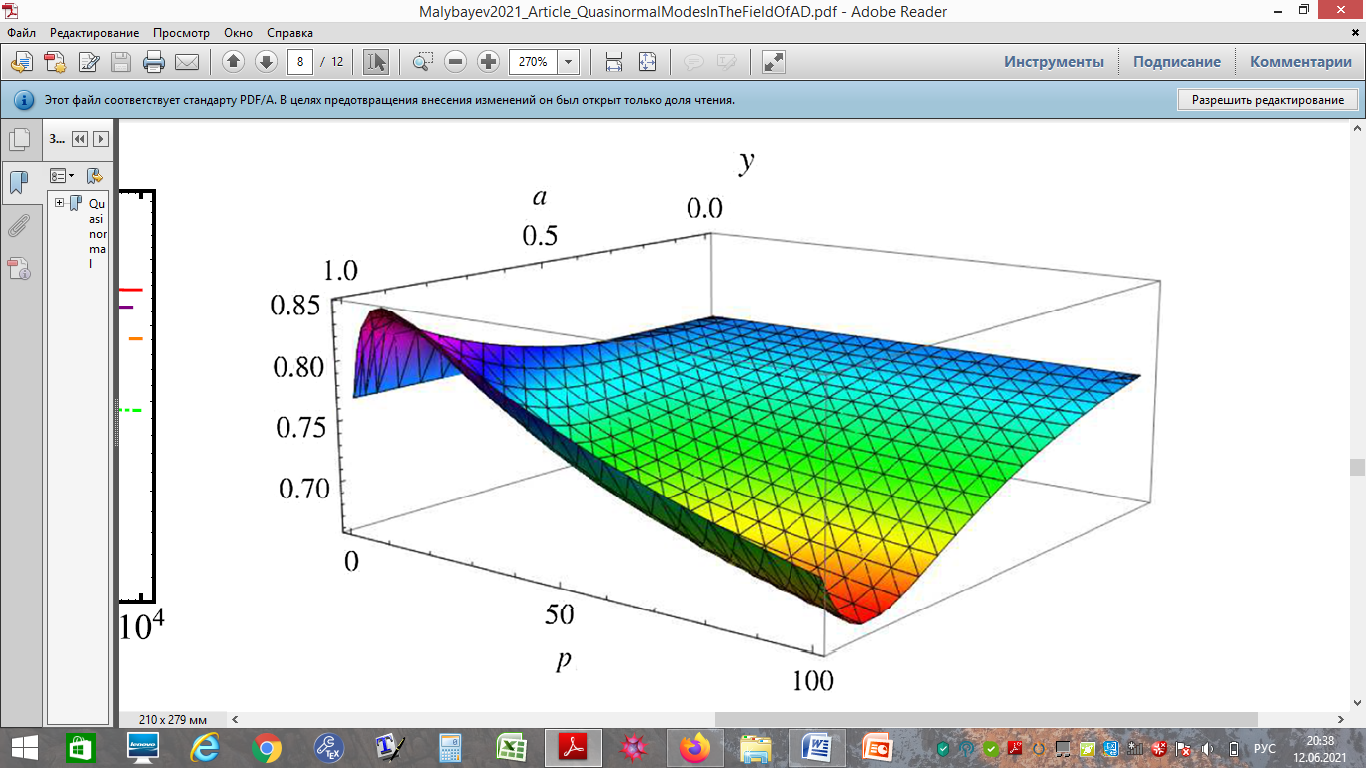 Malybayev2021_Article_QuasinormalModesInTheFieldOfAD.pdf - Adobe Reader
Файл Редактирование Просмотр Окно Справка
8 / 12 270% Инструменты Подписание Комментарии
Этот файл соответствует стандарту PDF/A. В целях предотвращения внесения изменений он был открыт только доля чтения. Разрешить редактирование
З...
Qu
asi
nor
ma
l
y
a
0.0
0.5
1.0
0.85
0.80
0.75
0.70
0
50
p
100
10⁴
210 x 279 мм
lenovo
TEX
РУС
20:38
12.06.2021